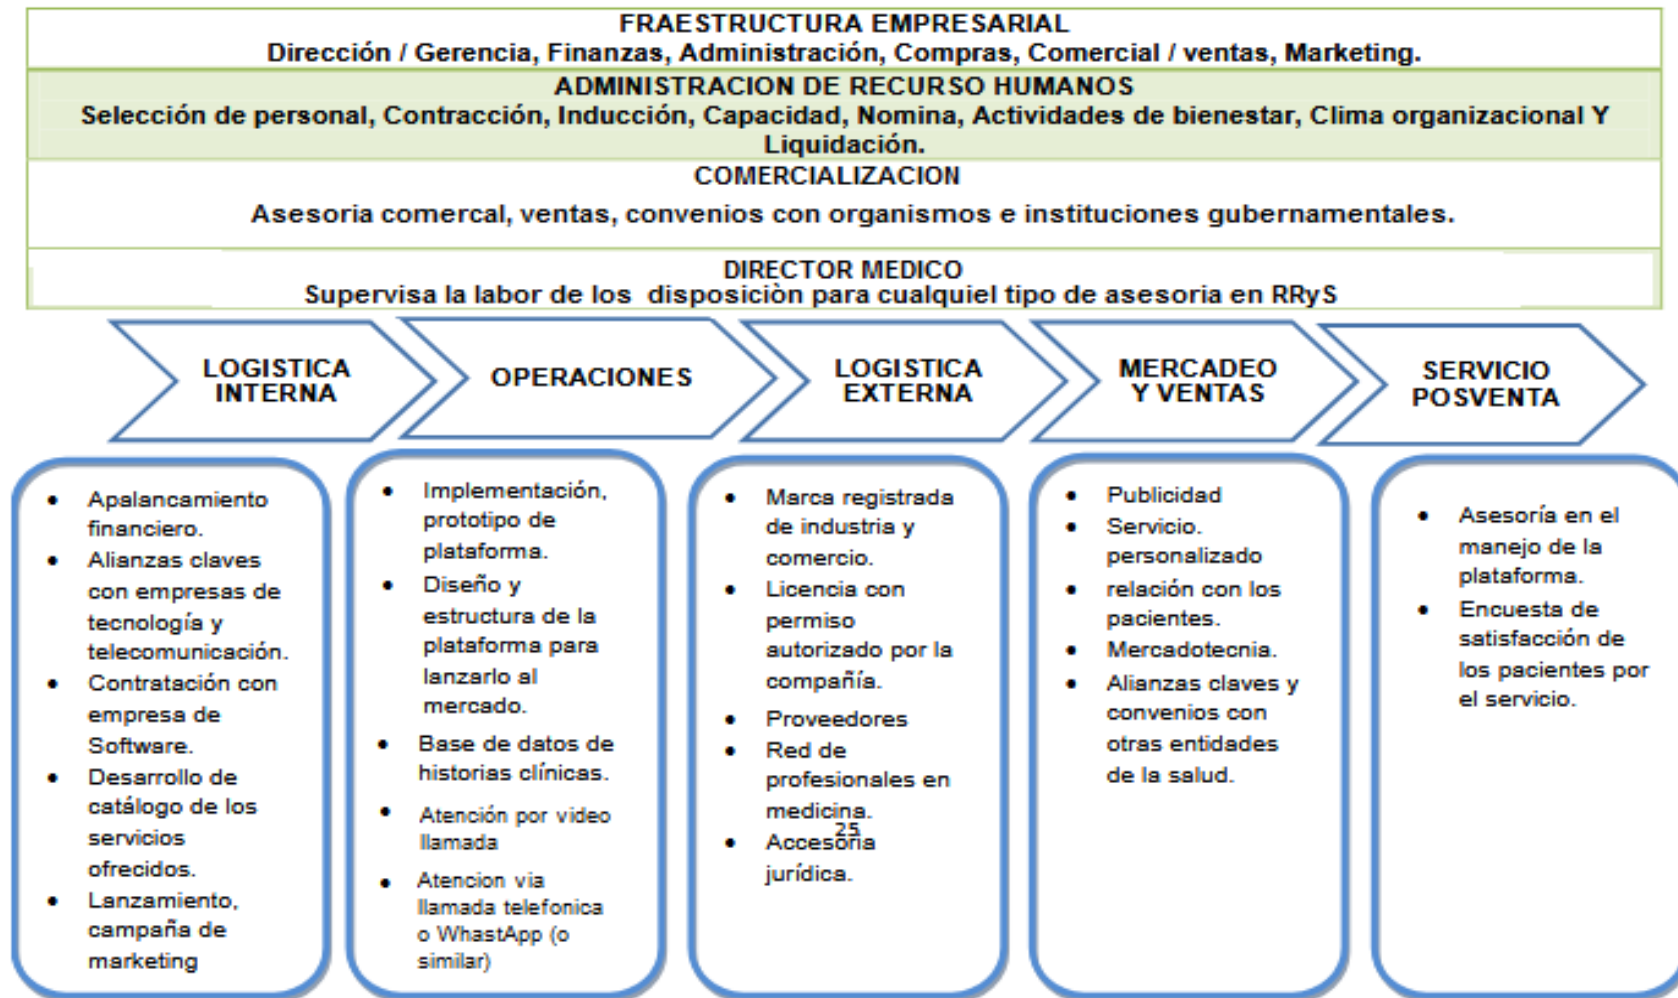 FRAESTRUCTURA EMPRESARIAL
Dirección / Gerencia, Finanzas, Administración, Compras, Comercial / ventas, Marketing.
ADMINISTRACION DE RECURSO HUMANOS
Selección de personal, Contracción, Inducción, Capacidad, Nomina, Actividades de bienestar, Clima organizacional Y
Liquidación.
COMERCIALIZACION
Asesoria comercal, ventas, convenios con organismos e instituciones gubernamentales.
DIRECTOR MEDICO
Supervisa la labor de los disposiciòn para cualquiel tipo de asesoria en RRyS
LOGISTICA
INTERNA
OPERACIONES
LOGISTICA
EXTERNA
MERCADEO
Y VENTAS
SERVICIO
POSVENTA
• Apalancamiento
financiero.
• Alianzas claves
con empresas de
tecnología y
telecomunicación.
• Contratación con
empresa de
Software.
• Desarrollo de
catálogo de los
servicios
ofrecidos.
• Lanzamiento,
campaña de
marketing
• Implementación,
prototipo de
plataforma.
• Diseño y
estructura de la
plataforma para
lanzarlo al
mercado.
• Base de datos de
historias clínicas.
• Atención por video
llamada
• Atencion via
llamada telefonica
o WhastApp (o
similar)
• Marca registrada
de industria y
comercio.
• Licencia con
permiso
autorizado por la
compañía.
• Proveedores
• Red de
profesionales en
medicina.
25
• Accesoria
jurídica.
• Publicidad
• Servicio.
personalizado
• relación con los
pacientes.
• Mercadotecnia.
• Alianzas claves y
convenios con
otras entidades
de la salud.
• Asesoría en el
manejo de la
plataforma.
• Encuesta de
satisfacción de
los pacientes por
el servicio.